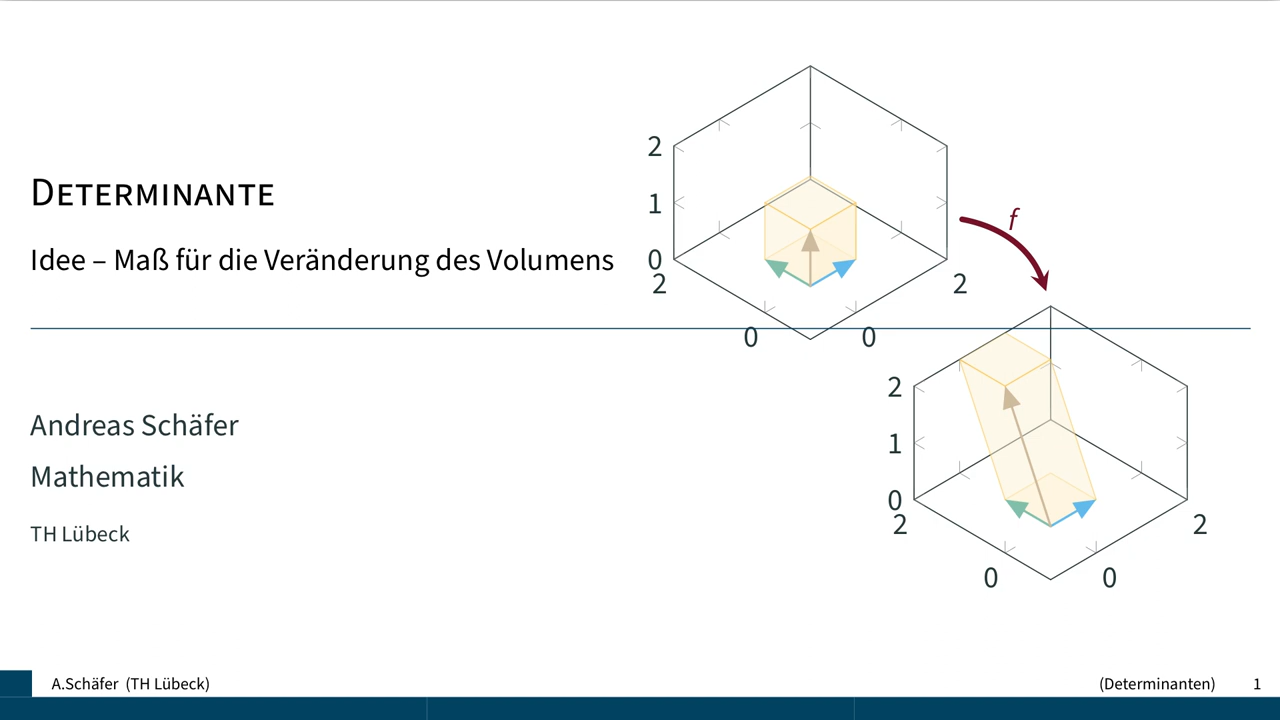 DETERMINANTE
Idee – Maß für die Veränderung des Volumens
Andreas Schäfer
Mathematik
TH Lübeck
2
1
0
2
0
0
2
f
2
1
0
2
0
0
2
A.Schäfer (TH Lübeck)
(Determinanten)
1